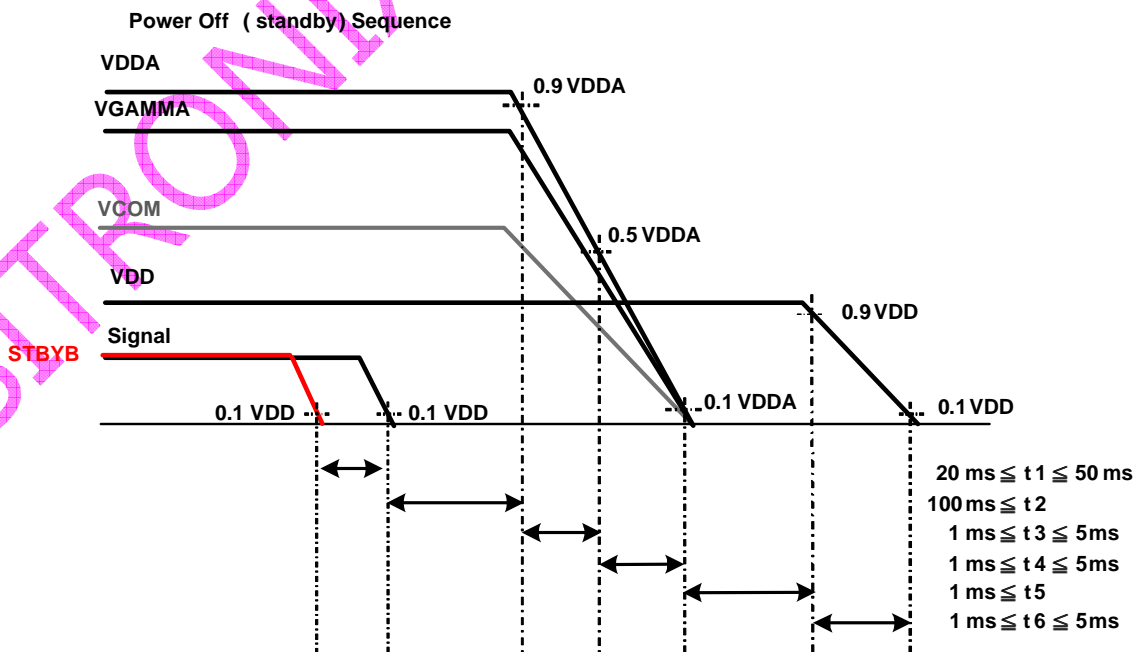 Power Off ( standby) Sequence
VDDA
0.9 VDDA
VGAMMA
VCOM
0.5 VDDA
VDD
0.9 VDD
Signal
STBYB
0.1 VDD
0.1 VDD
0.1 VDDA
0.1 VDD
20 ms ≦ t 1 ≦ 50 ms
100 ms ≦ t 2
1 ms ≦ t 3 ≦ 5ms
1 ms ≦ t 4 ≦ 5ms
1 ms ≦ t 5
1 ms ≦ t 6 ≦ 5ms